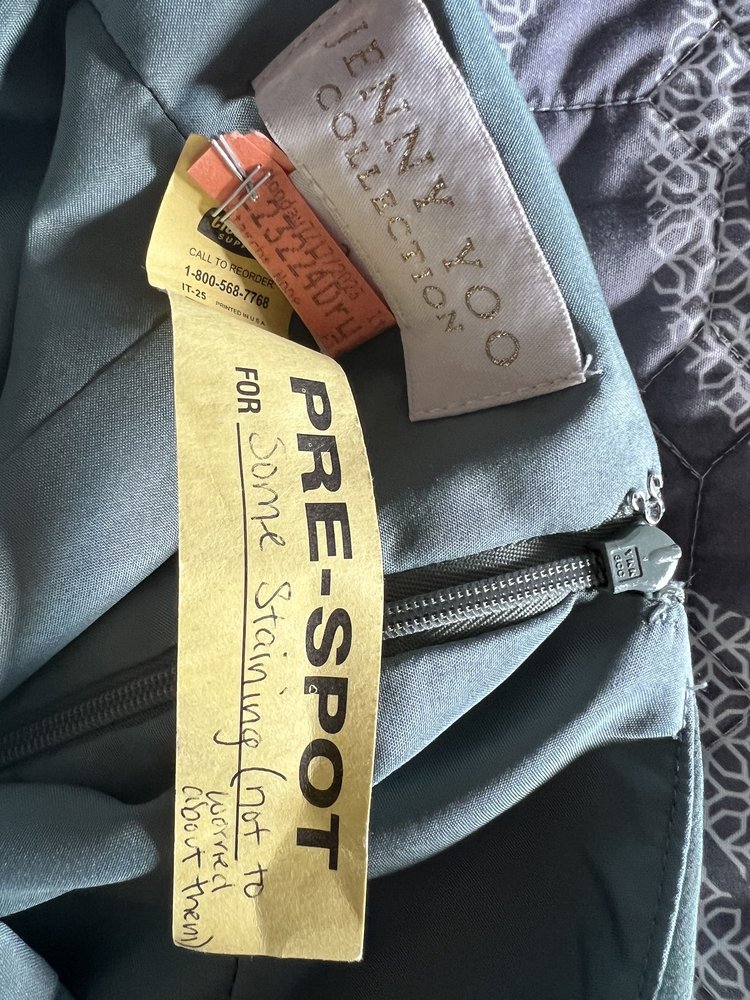 JENNY YOO
COLLECTION
CALL TO REORDER
1-800-568-7768
IT-25 PRINTED IN U.S.A.
PRE-SPOT
FOR Some Staining (not to
worried
about them)